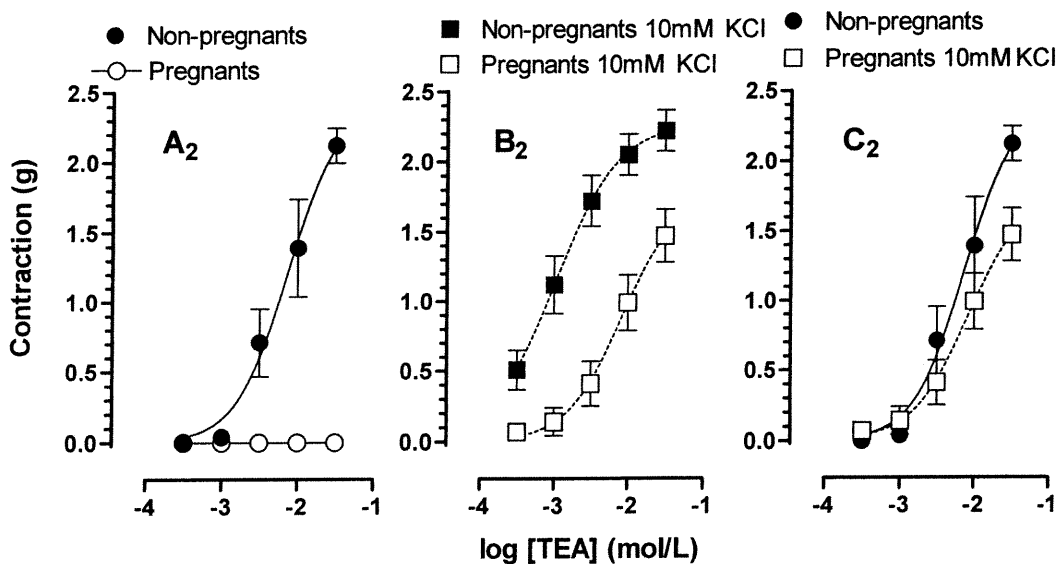 Non-pregnants
Pregnants
Non-pregnants 10mM KCl
Pregnants 10mM KCl
Non-pregnants
Pregnants 10mM KCl
Contraction (g)
A2
2.5
2.0
1.5
1.0
0.5
0.0
-4 -3 -2 -1
B2
2.5
2.0
1.5
1.0
0.5
0.0
-4 -3 -2 -1
C2
2.5
2.0
1.5
1.0
0.5
0.0
-4 -3 -2 -1
log [TEA] (mol/L)